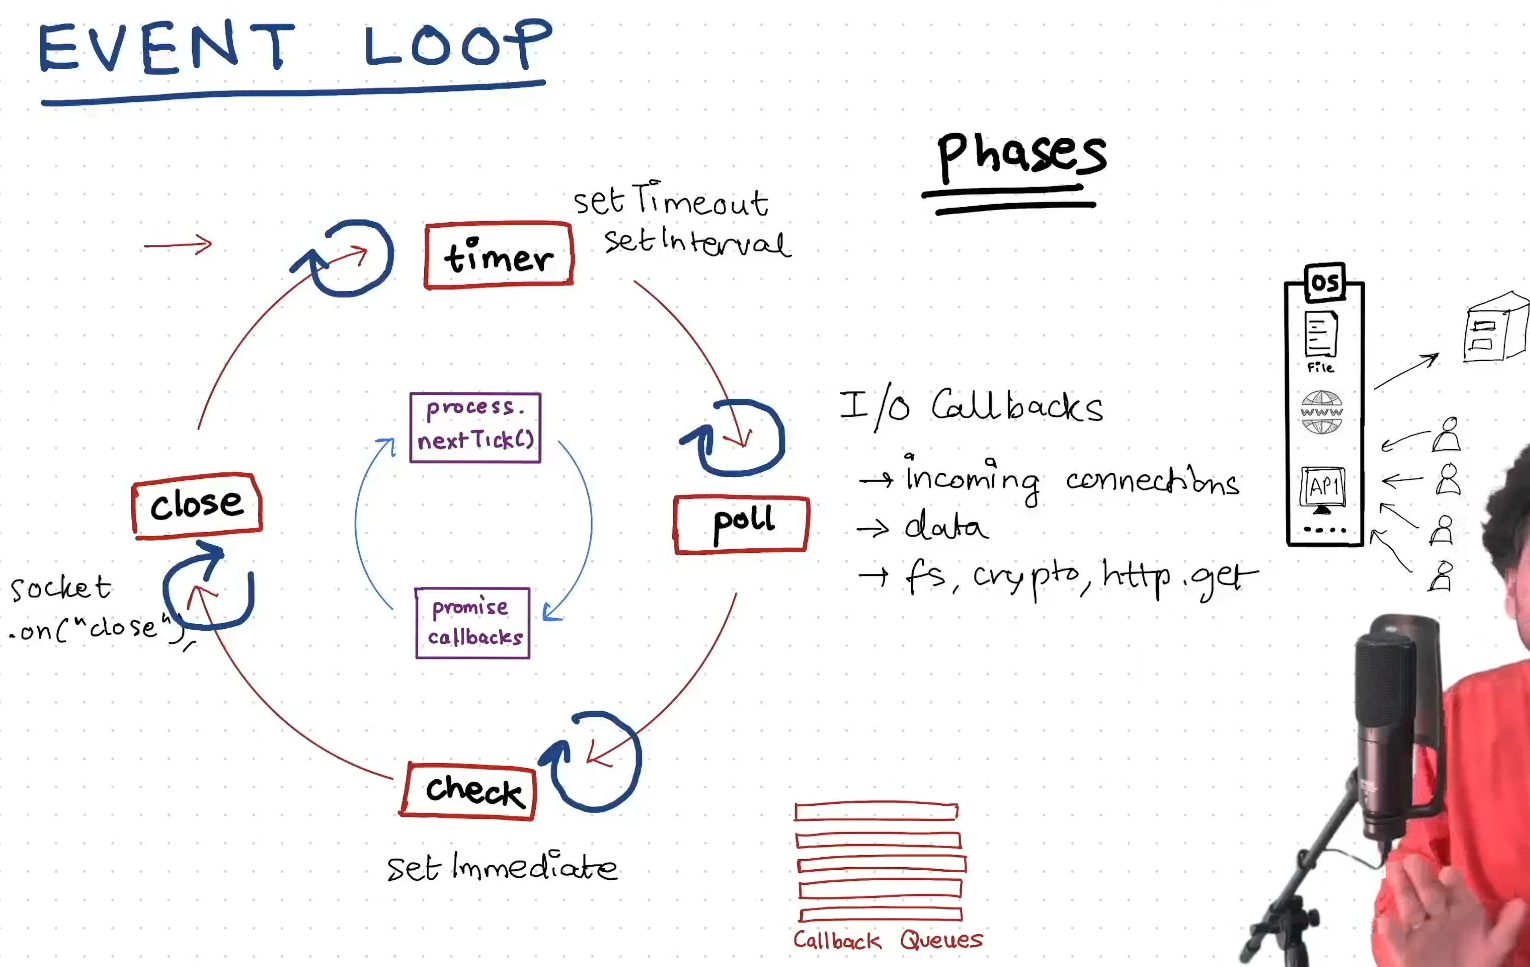 EVENT LOOP
Phases
setTimeout
setInterval
timer
process.
nextTick()
I/O Callbacks
→ incoming connections
→ data
→ fs, crypto, http.get
close
poll
socket
.on("close");
promise
callbacks
check
setImmediate
Callback Queues
OS
File
www
API